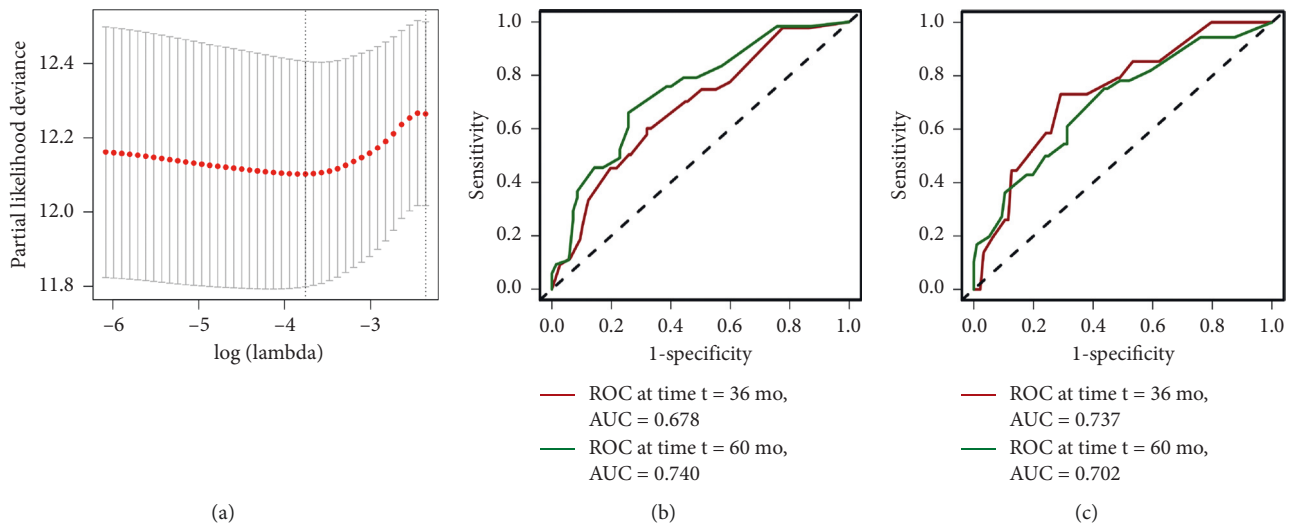 Partial likelihood deviance
12.4
12.2
12.0
11.8
−6
−5
−4
−3
log (lambda)
(a)
Sensitivity
1.0
0.8
0.6
0.4
0.2
0.0
0.0
0.2
0.4
0.6
0.8
1.0
1-specificity
ROC at time t = 36 mo,
AUC = 0.678
ROC at time t = 60 mo,
AUC = 0.740
(b)
Sensitivity
1.0
0.8
0.6
0.4
0.2
0.0
0.0
0.2
0.4
0.6
0.8
1.0
1-specificity
ROC at time t = 36 mo,
AUC = 0.737
ROC at time t = 60 mo,
AUC = 0.702
(c)